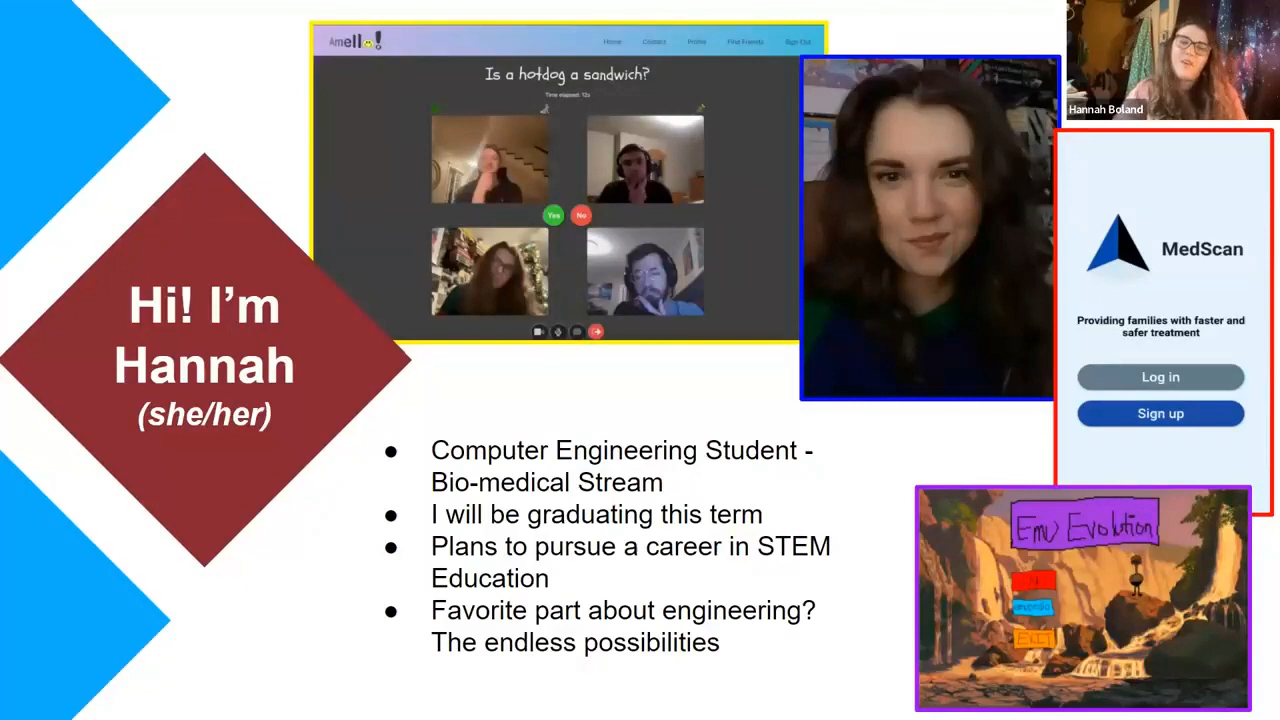 Amello!
Home Contact Profile Find Friends Sign Out
Is a hotdog a sandwich?
Time elapsed: 12s
Yes No
Hannah Boland
MedScan
Providing families with faster and
safer treatment
Log in
Sign up
Hi! I’m
Hannah
(she/her)
● Computer Engineering Student -
Bio-medical Stream
● I will be graduating this term
● Plans to pursue a career in STEM
Education
● Favorite part about engineering?
The endless possibilities
Emu Evolution
EXIT